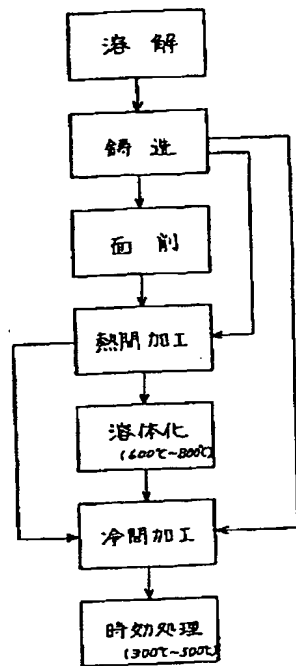 溶解
鋳造
面削
熱間加工
溶体化
(600℃~800℃)
冷間加工
時効処理
(300℃~500℃)